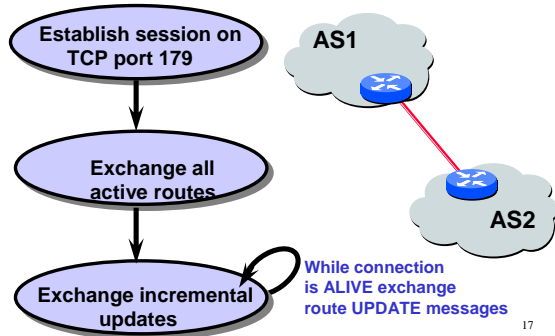 Establish session on
TCP port 179
AS1
Exchange all
active routes
AS2
Exchange incremental
updates
While connection
is ALIVE exchange
route UPDATE messages
17